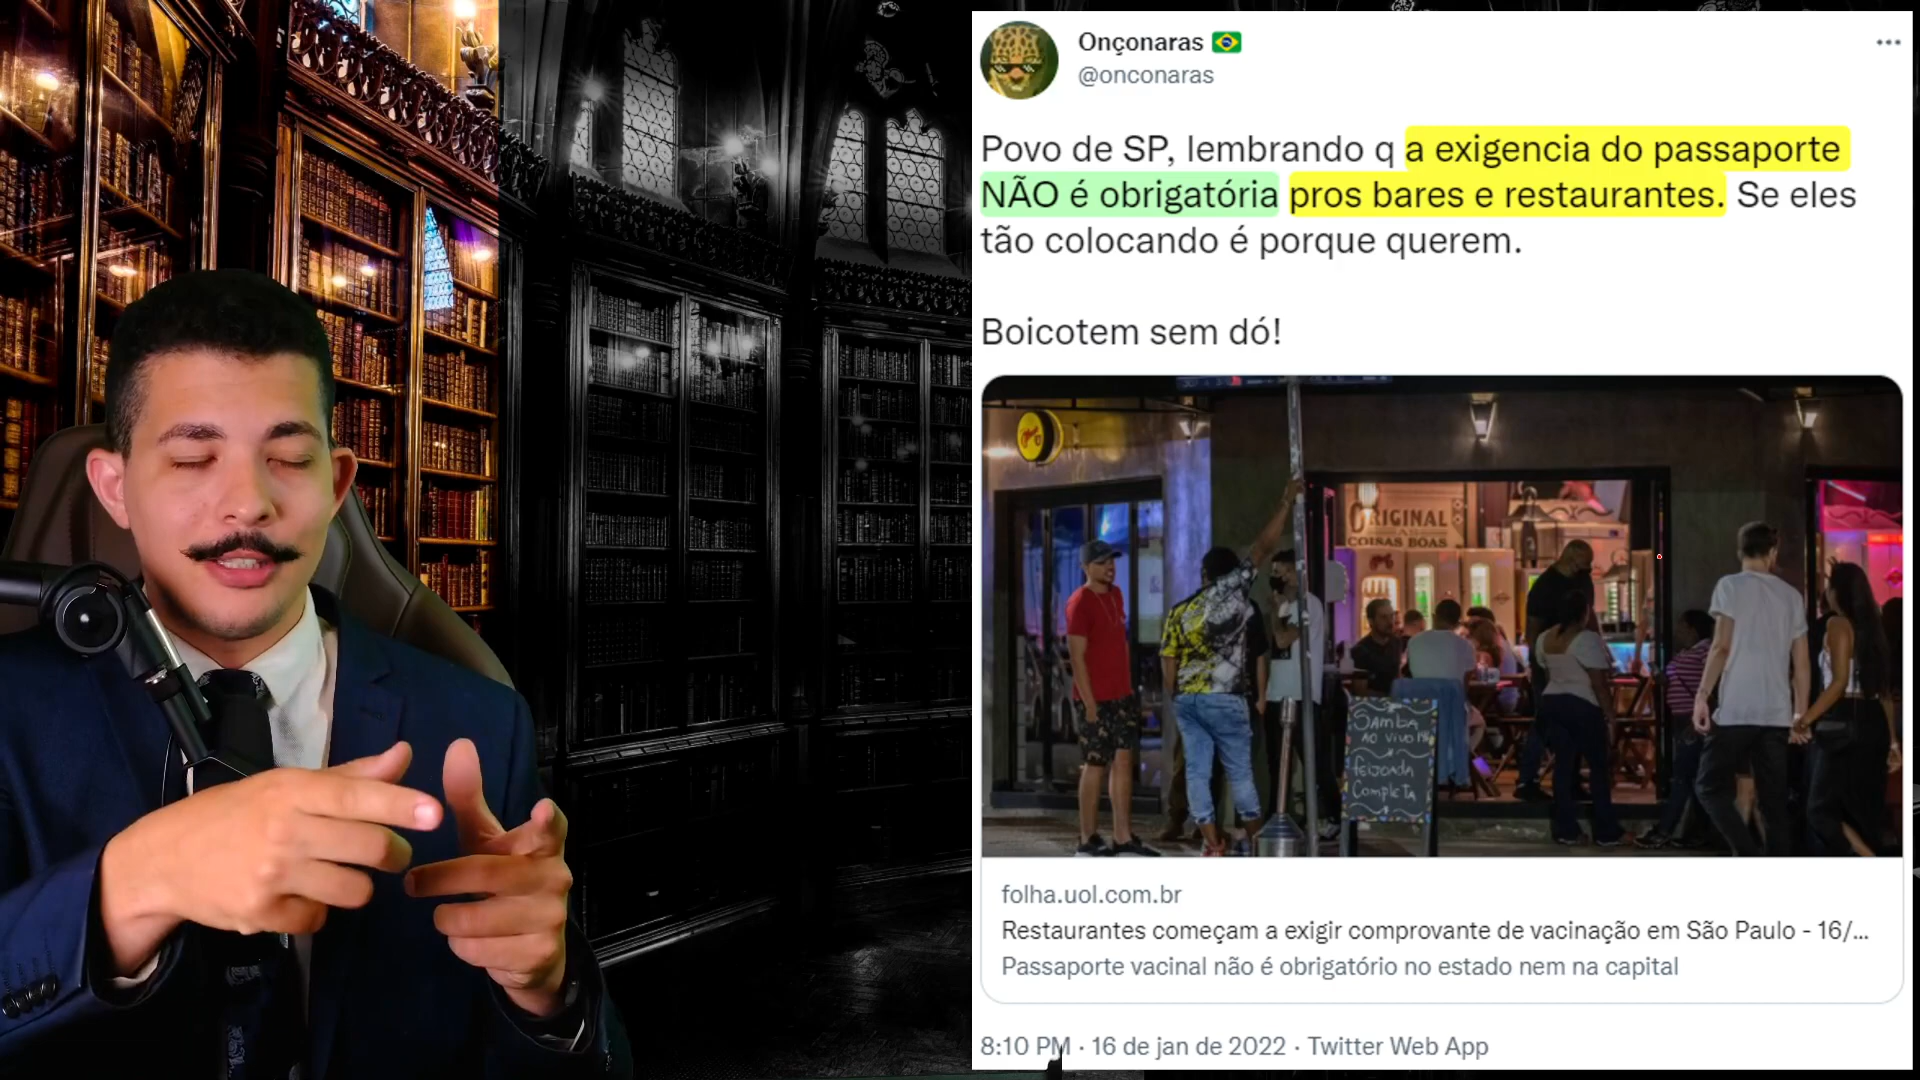 Onçonaras
@onconaras
Povo de SP, lembrando q a exigencia do passaporte
NÃO é obrigatória pros bares e restaurantes. Se eles
tão colocando é porque querem.
Boicotem sem dó!
ORIGINAL
COISAS BOAS
SAMBA
AO VIVO
feijoada
Completa
folha.uol.com.br
Restaurantes começam a exigir comprovante de vacinação em São Paulo - 16/...
Passaporte vacinal não é obrigatório no estado nem na capital
8:10 PM · 16 de jan de 2022 · Twitter Web App